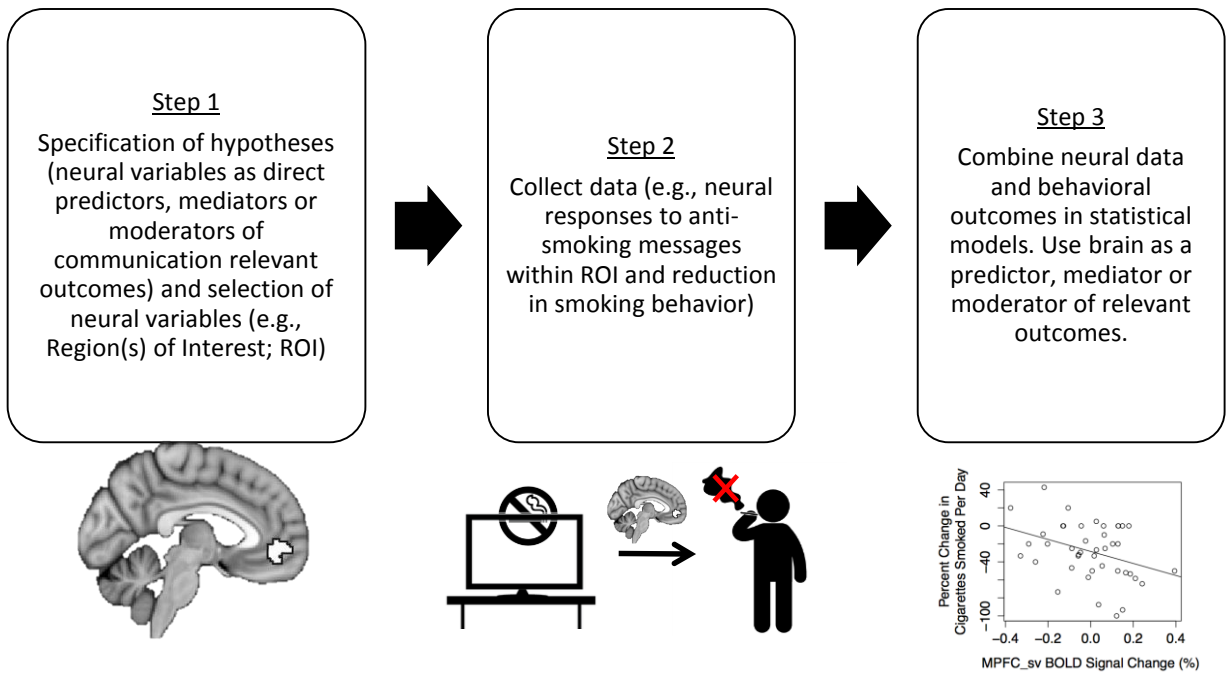 Step 1
Specification of hypotheses
(neural variables as direct
predictors, mediators or
moderators of
communication relevant
outcomes) and selection of
neural variables (e.g.,
Region(s) of Interest; ROI)
Step 2
Collect data (e.g., neural
responses to anti-
smoking messages
within ROI and reduction
in smoking behavior)
Step 3
Combine neural data
and behavioral
outcomes in statistical
models. Use brain as a
predictor, mediator or
moderator of relevant
outcomes.
Percent Change in
Cigarettes Smoked Per Day
40
0
−40
−100
−0.4 −0.2 0.0 0.2 0.4
MPFC_sv BOLD Signal Change (%)